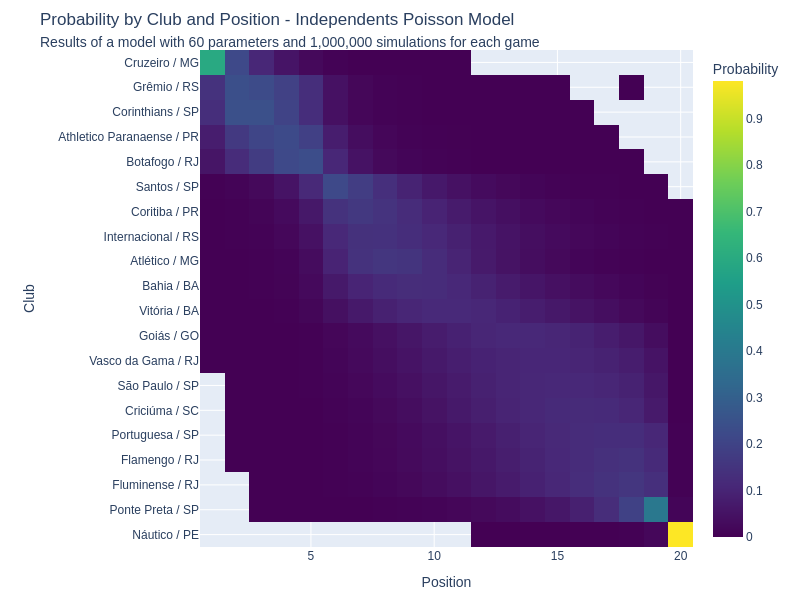 Probability by Club and Position - Independents Poisson Model
Results of a model with 60 parameters and 1,000,000 simulations for each game
Cruzeiro / MG
Grêmio / RS
Corinthians / SP
Athletico Paranaense / PR
Botafogo / RJ
Santos / SP
Coritiba / PR
Internacional / RS
Atlético / MG
Bahia / BA
Vitória / BA
Goiás / GO
Vasco da Gama / RJ
São Paulo / SP
Criciúma / SC
Portuguesa / SP
Flamengo / RJ
Fluminense / RJ
Ponte Preta / SP
Náutico / PE
Club
5
10
15
20
Position
Probability
0.9
0.8
0.7
0.6
0.5
0.4
0.3
0.2
0.1
0